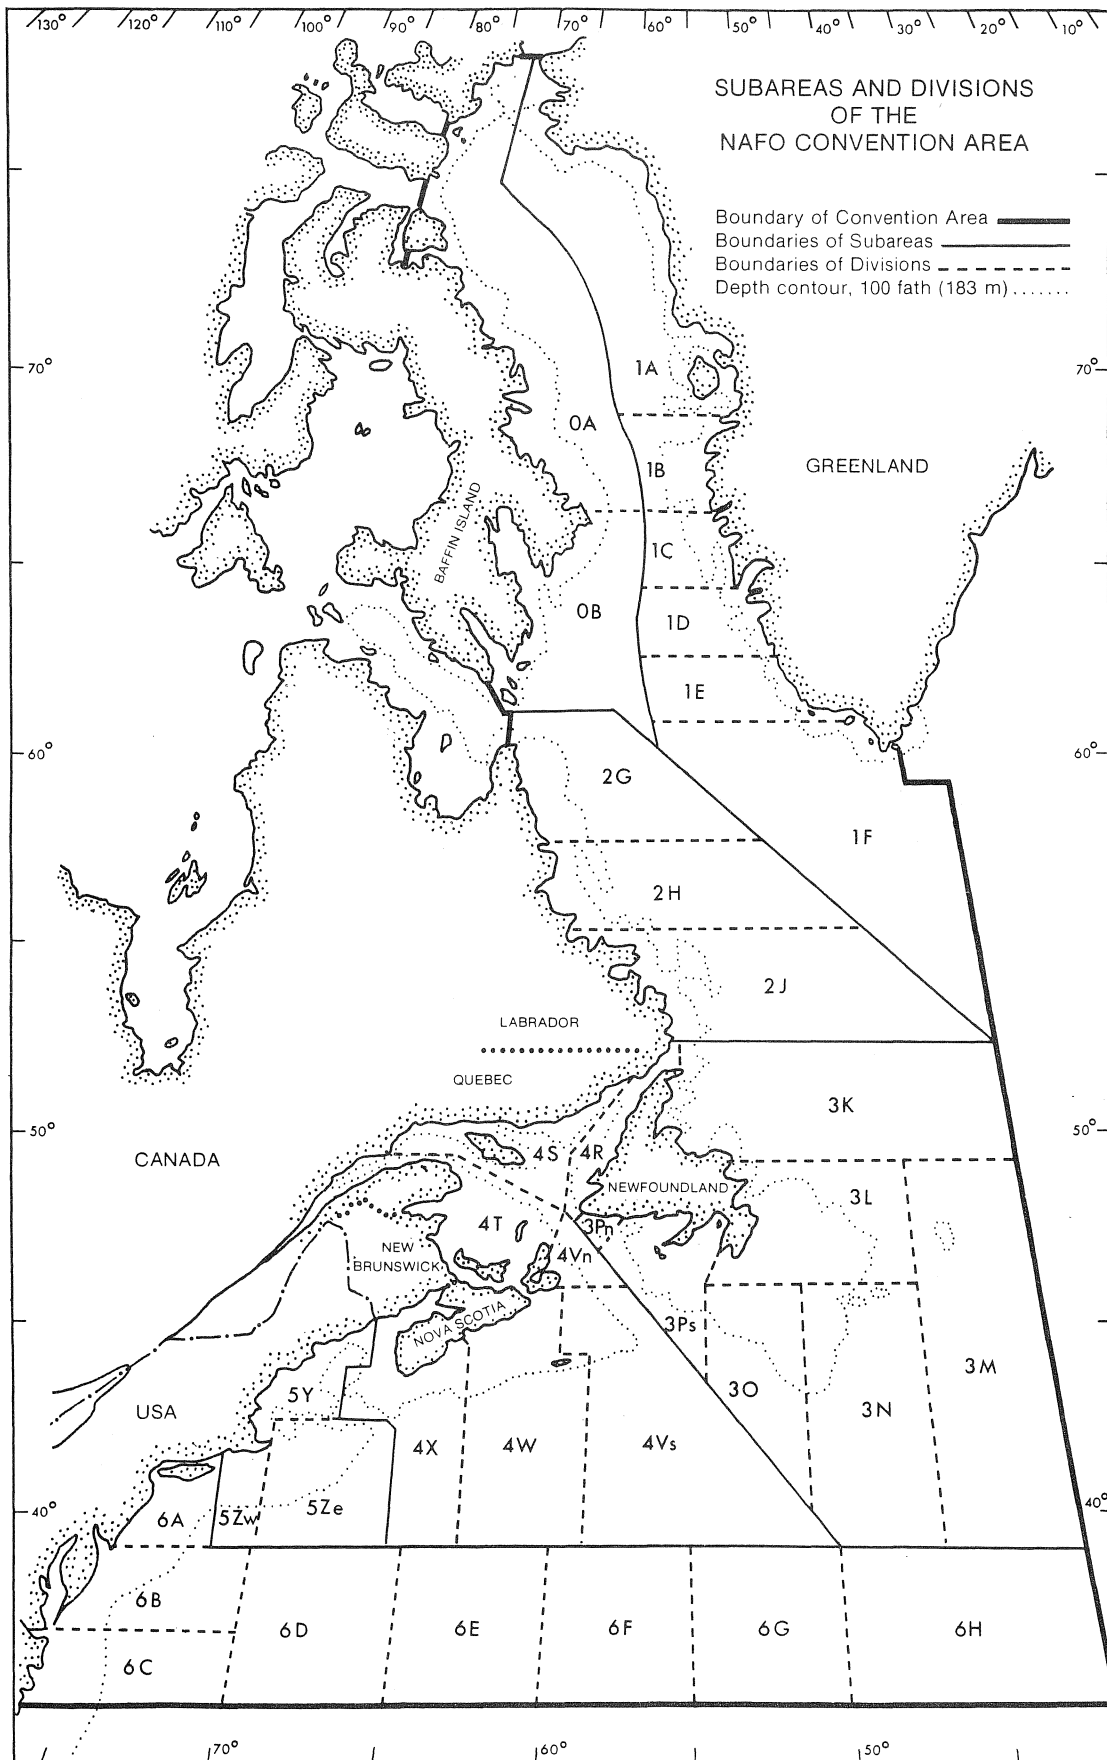 130° 120° 110° 100° 90° 80° 70° 60° 50° 40° 30° 20° 10°
SUBAREAS AND DIVISIONS
OF THE
NAFO CONVENTION AREA
Boundary of Convention Area
Boundaries of Subareas
Boundaries of Divisions
Depth contour, 100 fath (183 m)
70° 1A 70°
0A
1B GREENLAND
BAFFIN ISLAND
1C
0B 1D
1E
60° 60°
2G
1F
2H
2J
LABRADOR
QUEBEC
3K
50° 50°
CANADA 4S 4R
NEWFOUNDLAND 3L
4T 3Pn
NEW
BRUNSWICK
4Vn
NOVA SCOTIA
3Ps
3M
5Y 3O
USA 3N
4X 4W 4Vs
40° 6A 5Zw 5Ze 40°
6B
6D 6E 6F 6G 6H
6C
70° 60° 50°